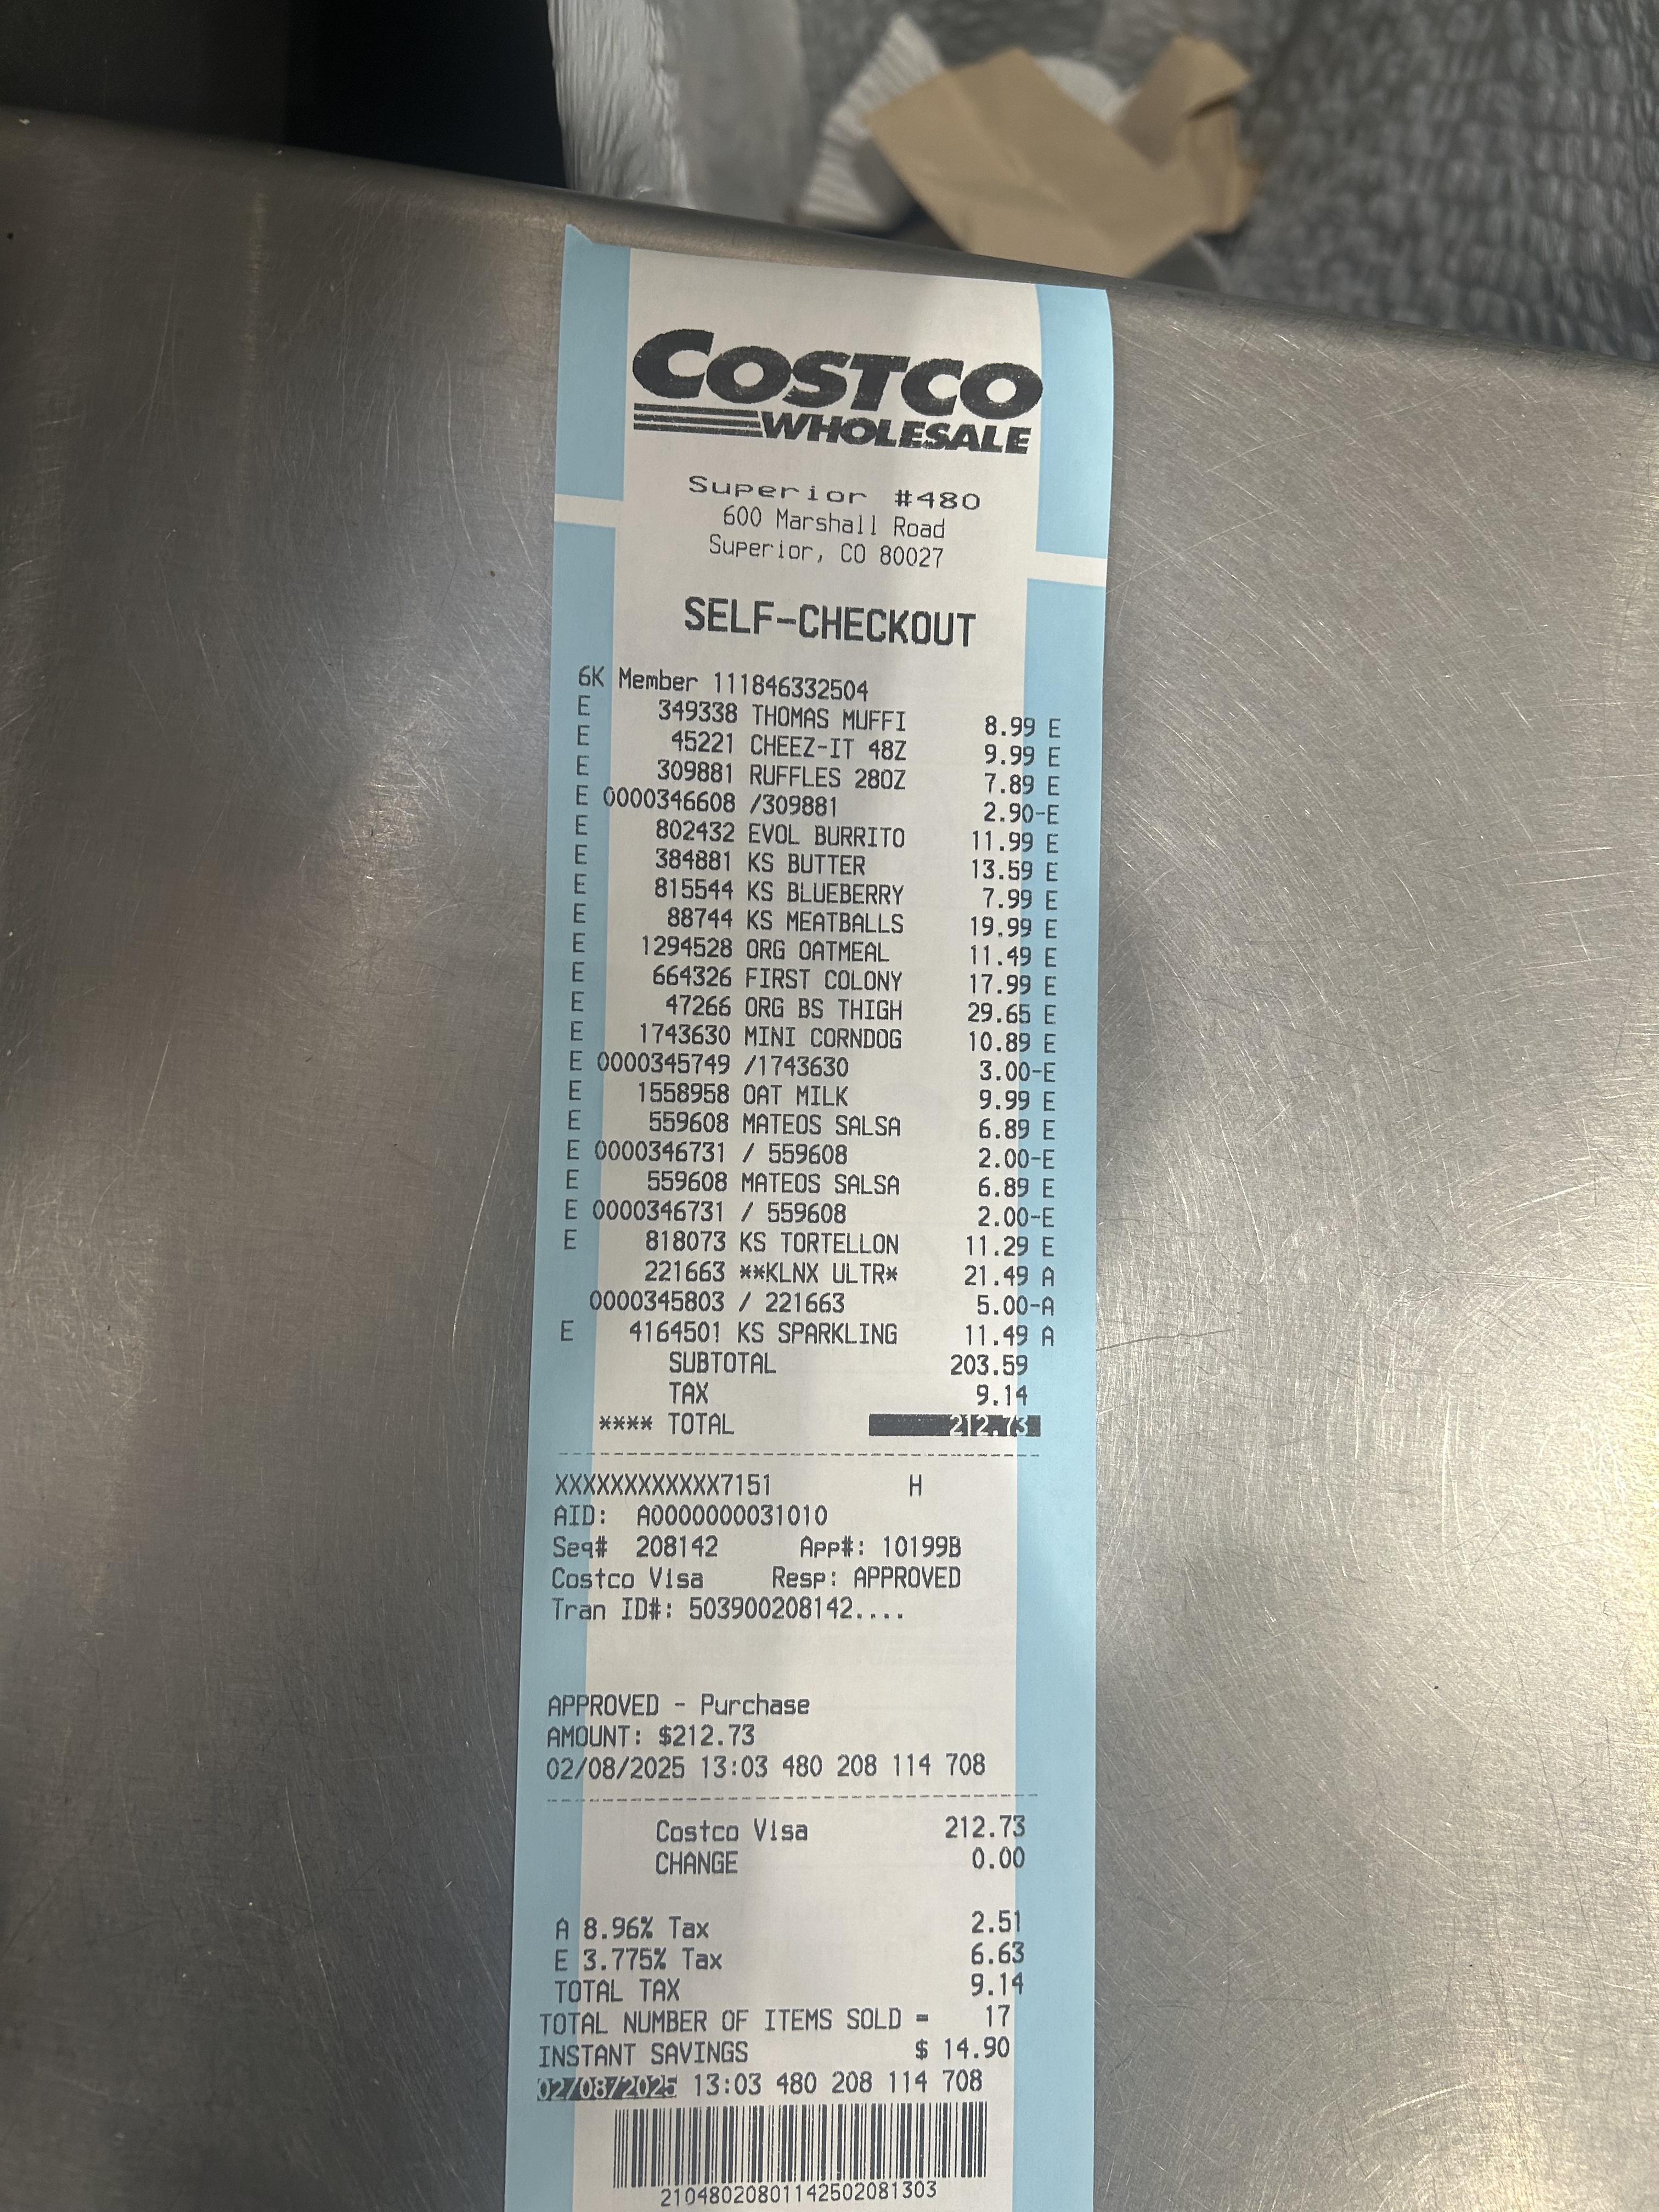 COSTCO
WHOLESALE
Superior #480
600 Marshall Road
Superior, CO 80027
SELF-CHECKOUT
6K Member 111846332504
E 349338 THOMAS MUFFI 8.99 E
E 45221 CHEEZ-IT 48Z 9.99 E
E 309881 RUFFLES 28OZ 7.89 E
E 0000346608 /309881 2.90-E
E 802432 EVOL BURRITO 11.99 E
E 384881 KS BUTTER 13.59 E
E 815544 KS BLUEBERRY 7.99 E
E 88744 KS MEATBALLS 19.99 E
E 1294528 ORG OATMEAL 11.49 E
E 664326 FIRST COLONY 17.99 E
E 47266 ORG BS THIGH 29.65 E
E 1743630 MINI CORNDOG 10.89 E
E 0000345749 /1743630 3.00-E
E 1558958 OAT MILK 9.99 E
E 559608 MATEOS SALSA 6.89 E
E 0000346731 / 559608 2.00-E
E 559608 MATEOS SALSA 6.89 E
E 0000346731 / 559608 2.00-E
E 818073 KS TORTELLON 11.29 E
221663 **KLNX ULTR* 21.49 A
0000345803 / 221663 5.00-A
E 4164501 KS SPARKLING 11.49 A
SUBTOTAL 203.59
TAX 9.14
**** TOTAL 212.73
XXXXXXXXXXXX7151 H
AID: A0000000031010
Seq# 208142 App#: 10199B
Costco Visa Resp: APPROVED
Tran ID#: 503900208142....
APPROVED - Purchase
AMOUNT: $212.73
02/08/2025 13:03 480 208 114 708
Costco Visa 212.73
CHANGE 0.00
A 8.96% Tax 2.51
E 3.775% Tax 6.63
TOTAL TAX 9.14
TOTAL NUMBER OF ITEMS SOLD = 17
INSTANT SAVINGS $ 14.90
02/08/2025 13:03 480 208 114 708
21048020801142502081303